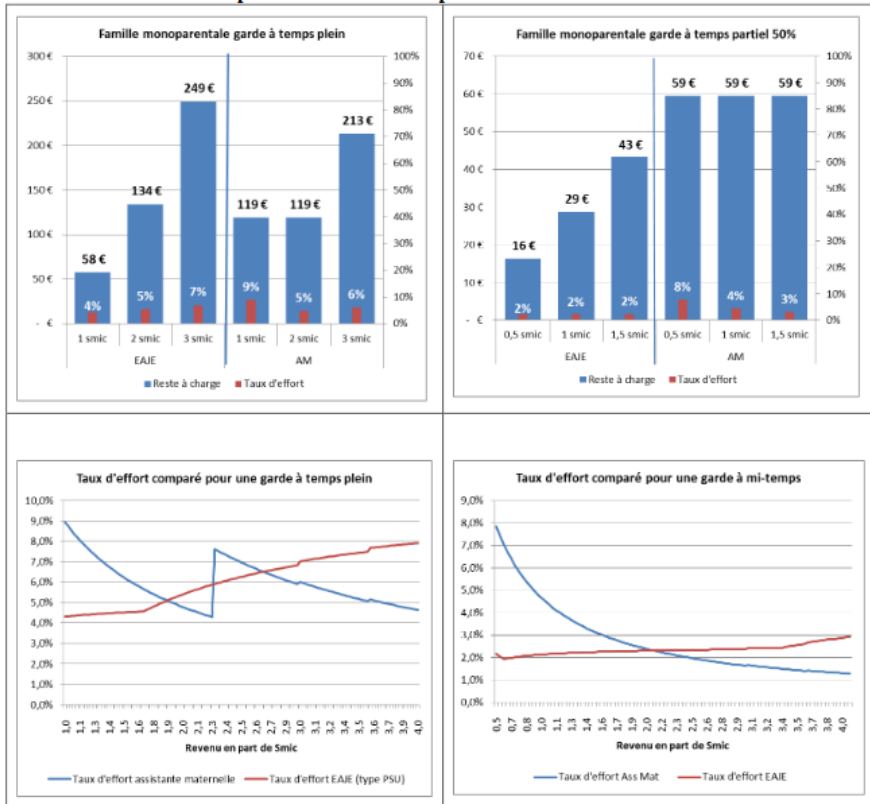 Famille monoparentale garde à temps plein
300 €
250 €
200 €
150 €
100 €
50 €
- €
100%
90%
80%
70%
60%
50%
40%
30%
20%
10%
0%
58 €
134 €
249 €
119 €
119 €
213 €
4%
5%
7%
9%
5%
6%
1 smic
2 smic
3 smic
1 smic
2 smic
3 smic
EAJE
AM
Reste à charge
Taux d'effort
Famille monoparentale garde à temps partiel 50%
70 €
60 €
50 €
40 €
30 €
20 €
10 €
- €
100%
90%
80%
70%
60%
50%
40%
30%
20%
10%
0%
16 €
29 €
43 €
59 €
59 €
59 €
2%
2%
2%
8%
4%
3%
0,5 smic
1 smic
1,5 smic
0,5 smic
1 smic
1,5 smic
EAJE
AM
Reste à charge
Taux d'effort
Taux d'effort comparé pour une garde à temps plein
10,0%
9,0%
8,0%
7,0%
6,0%
5,0%
4,0%
3,0%
2,0%
1,0%
0,0%
1,0 1,1 1,3 1,4 1,5 1,6 1,7 1,9 2,0 2,1 2,2 2,3 2,4 2,6 2,7 2,9 3,0 3,1 3,3 3,4 3,6 3,7 3,9 4,0
Revenu en part de Smic
Taux d'effort assistante maternelle
Taux d'effort EAJE (type PSU)
Taux d'effort comparé pour une garde à mi-temps
9,0%
8,0%
7,0%
6,0%
5,0%
4,0%
3,0%
2,0%
1,0%
0,0%
0,5 0,7 0,8 1,0 1,1 1,3 1,4 1,6 1,7 1,8 2,0 2,1 2,2 2,4 2,5 2,7 2,8 3,0 3,1 3,2 3,4 3,5 3,7 3,8 4,0
Revenu en part de Smic
Taux d'effort Ass Mat
Taux d'effort EAJE